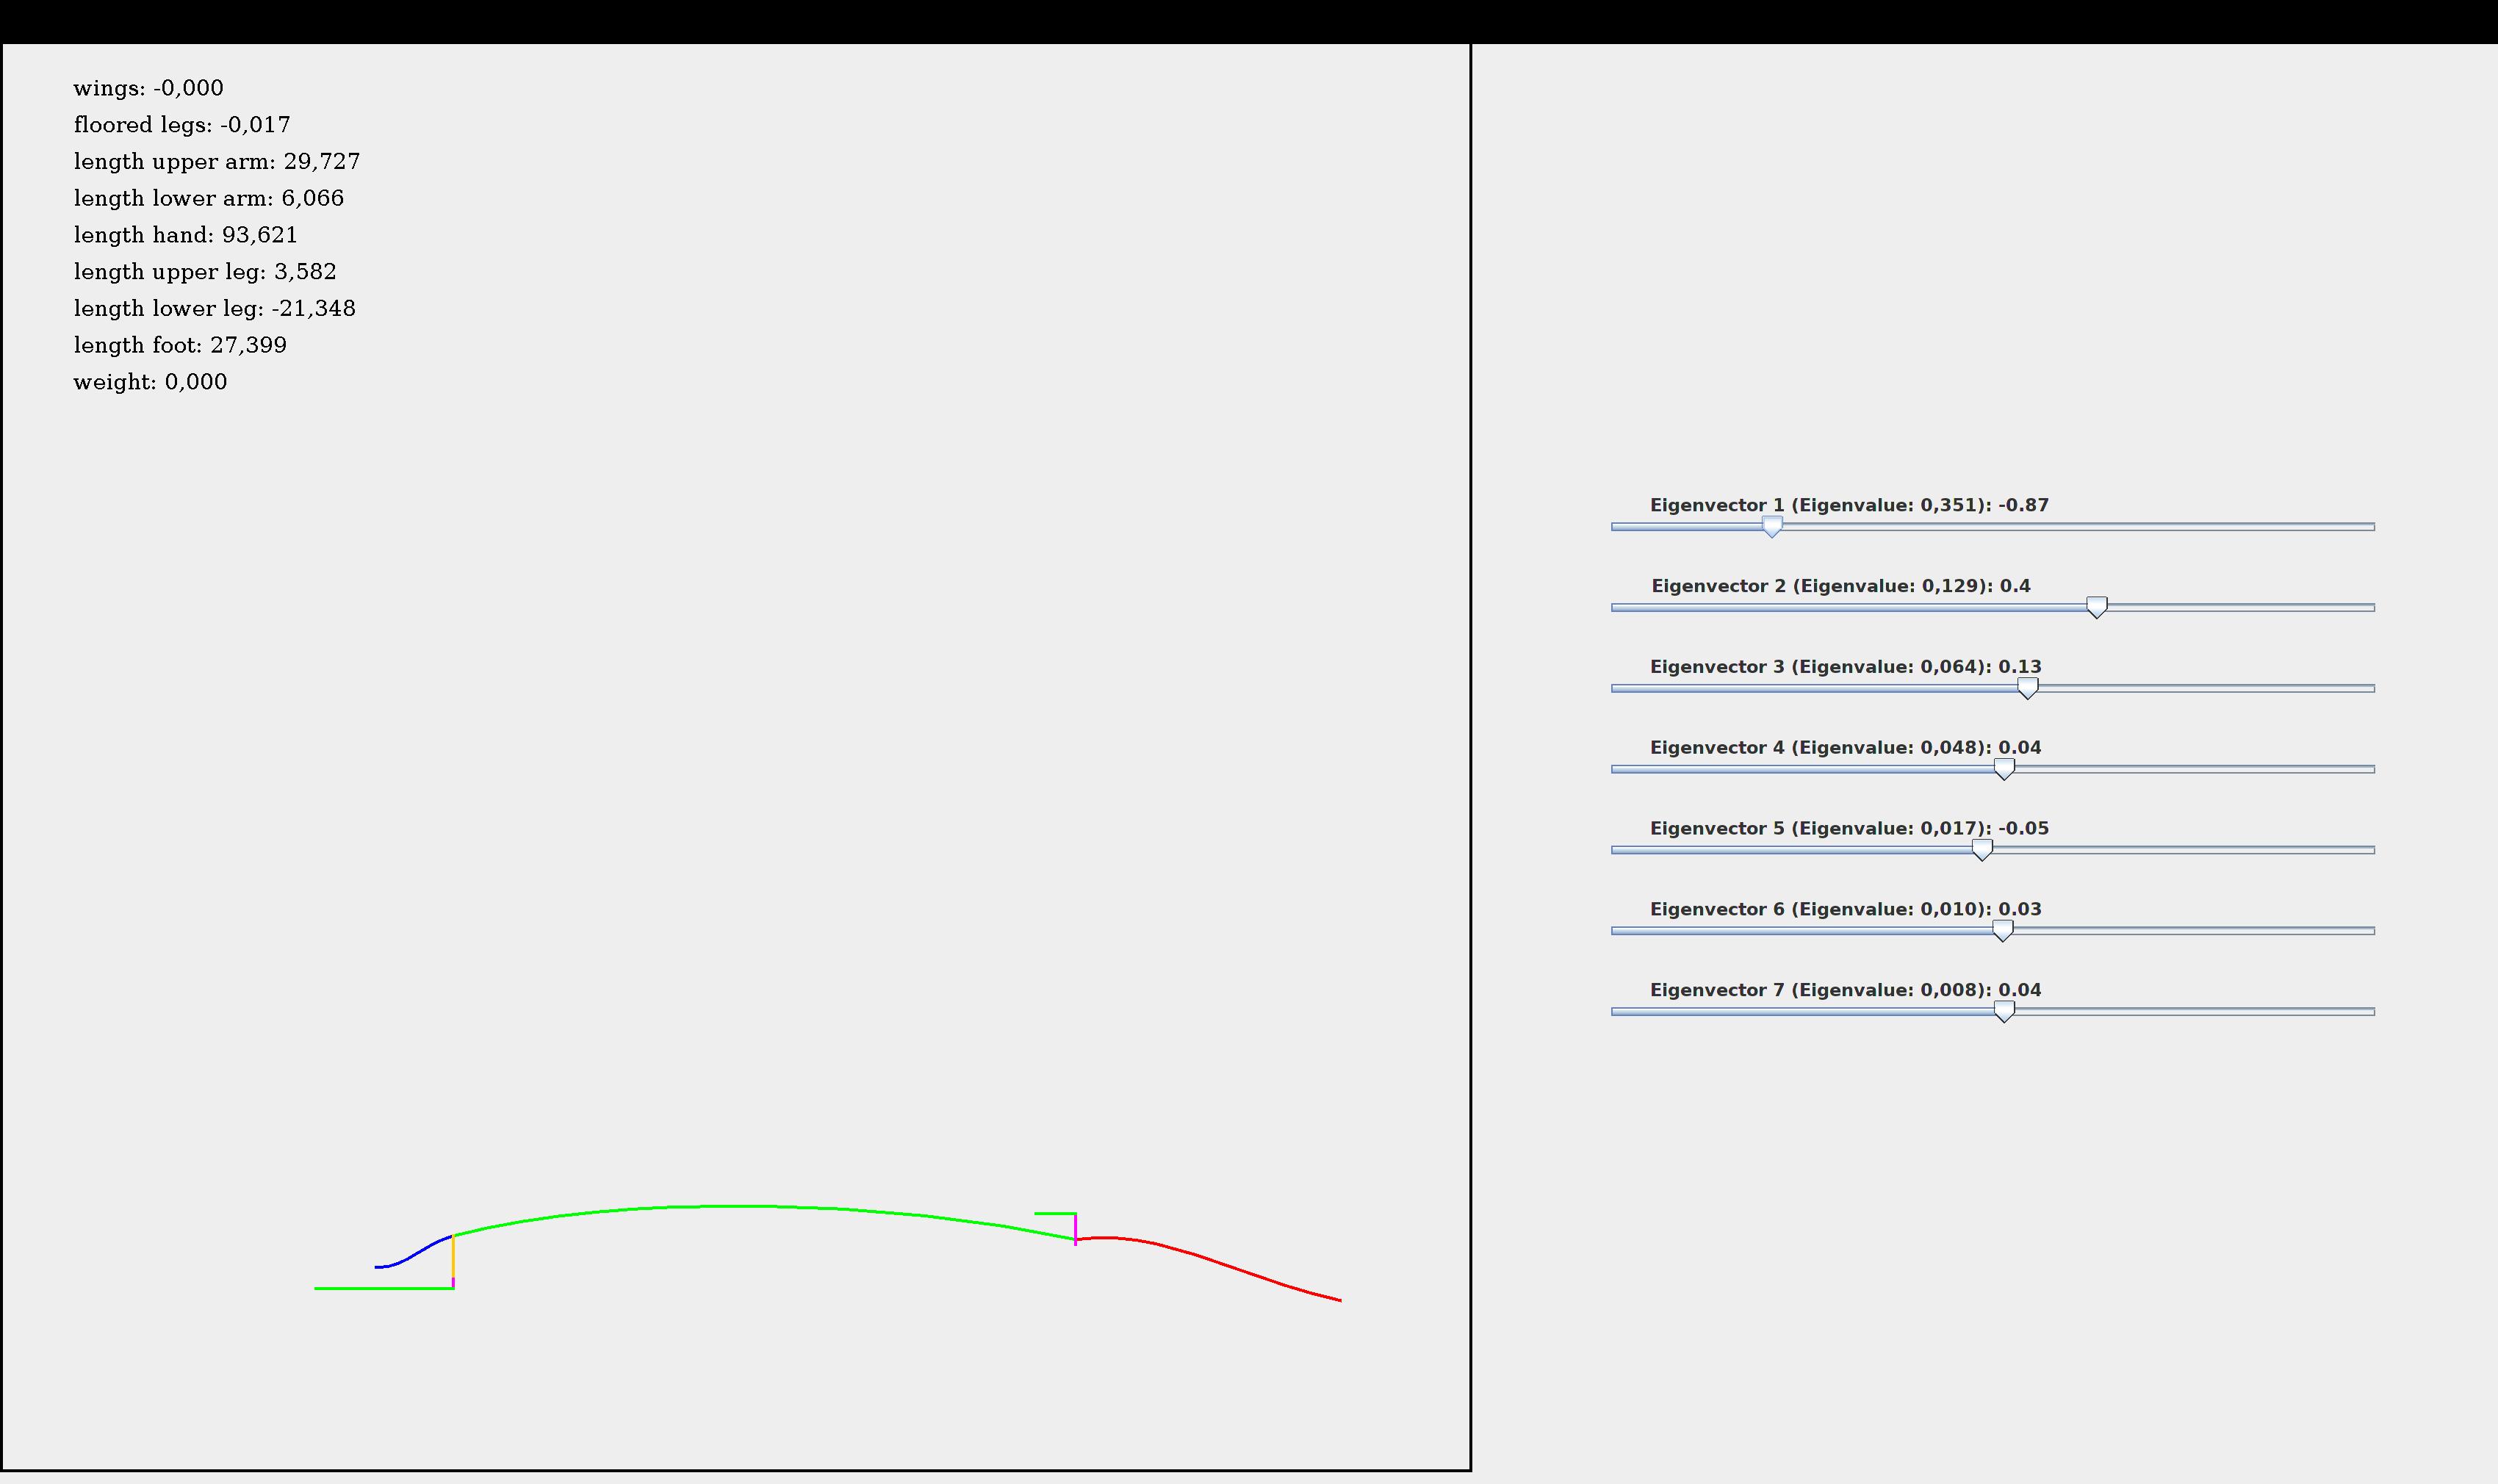 wings: -0,000
floored legs: -0,017
length upper arm: 29,727
length lower arm: 6,066
length hand: 93,621
length upper leg: 3,582
length lower leg: -21,348
length foot: 27,399
weight: 0,000
Eigenvector 1 (Eigenvalue: 0,351): -0.87
Eigenvector 2 (Eigenvalue: 0,129): 0.4
Eigenvector 3 (Eigenvalue: 0,064): 0.13
Eigenvector 4 (Eigenvalue: 0,048): 0.04
Eigenvector 5 (Eigenvalue: 0,017): -0.05
Eigenvector 6 (Eigenvalue: 0,010): 0.03
Eigenvector 7 (Eigenvalue: 0,008): 0.04